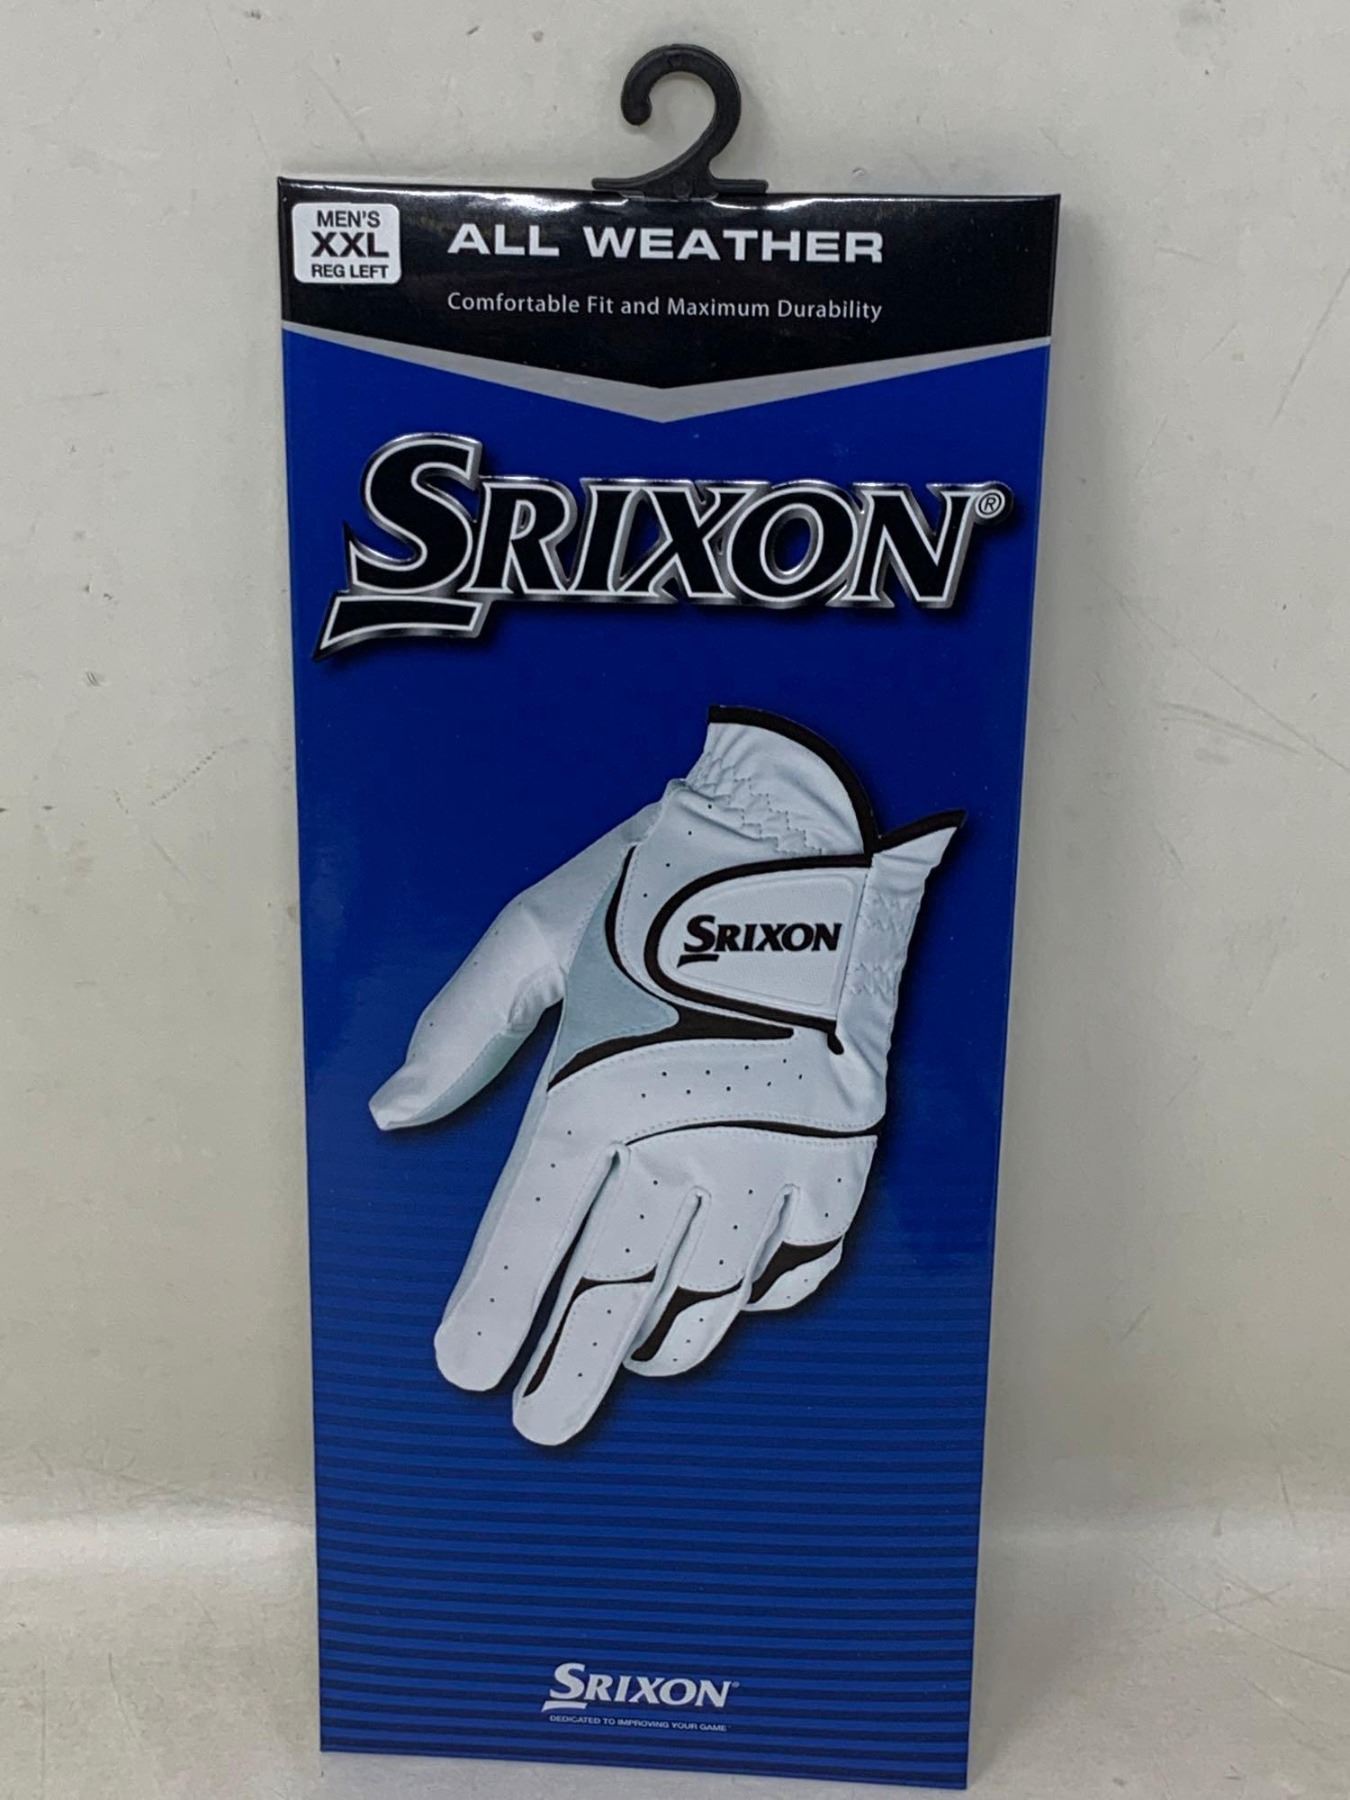 MEN'S
XXL
REG LEFT
ALL WEATHER
Comfortable Fit and Maximum Durability
SRIXON®
SRIXON
SRIXON®
DEDICATED TO IMPROVING YOUR GAME